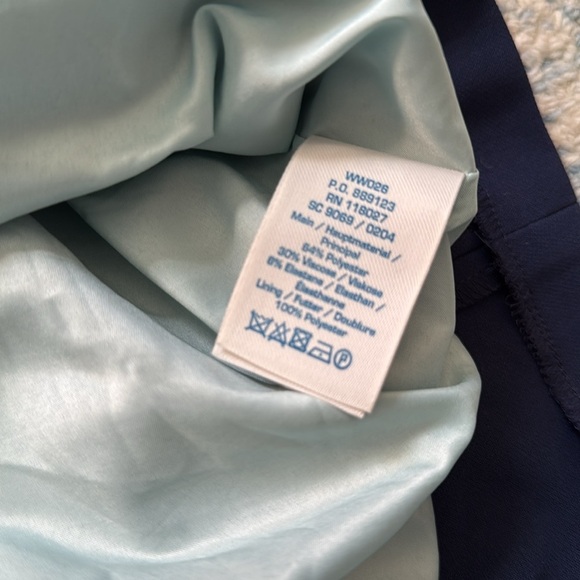 WW026
P.O. 889123
RN 118027
SC 9069 / 0204
Main / Hauptmaterial /
Principal
64% Polyester
30% Viscose / Viskose
6% Elastane / Elasthan /
Élasthanne
Lining / Futter / Doublure
100% Polyester
P